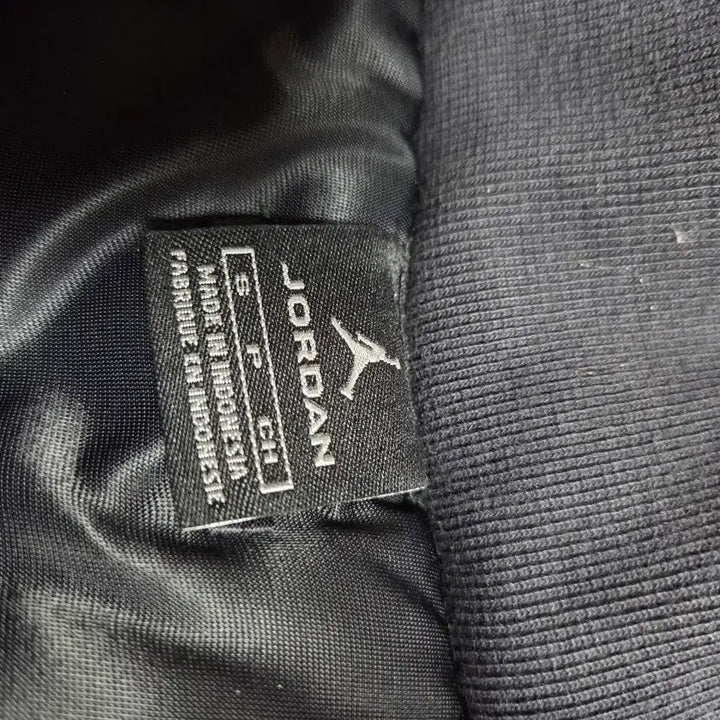 JORDAN
S P CH
MADE IN INDONESIA
FABRIQUE EN INDONESIE